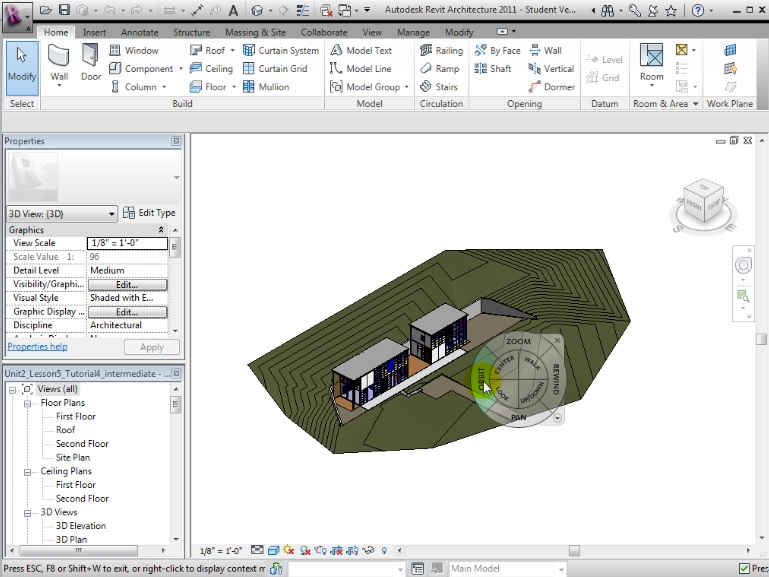 Autodesk Revit Architecture 2011 - Student Ve...
Home Insert Annotate Structure Massing & Site Collaborate View Manage Modify
Modify Wall Door Window Component Column Roof Ceiling Floor Curtain System Curtain Grid Mullion Model Text Model Line Model Group Railing Ramp Stairs By Face Shaft Wall Vertical Dormer Level Grid Room
Select Build Model Circulation Opening Datum Room & Area Work Plane
Properties
3D View: {3D} Edit Type
Graphics
View Scale 1/8" = 1'-0"
Scale Value 1: 96
Detail Level Medium
Visibility/Graphi... Edit...
Visual Style Shaded with E...
Graphic Display ... Edit...
Discipline Architectural
Properties help Apply
Unit2_Lesson5_Tutorial4_intermediate - ...
Views (all)
Floor Plans
First Floor
Roof
Second Floor
Site Plan
Ceiling Plans
First Floor
Second Floor
3D Views
3D Elevation
3D Plan
TOP
FRONT RIGHT
S E
ZOOM
CENTER WALK
ORBIT REWIND
LOOK UP/DOWN
PAN
1/8" = 1'-0"
Press ESC, F8 or Shift+W to exit, or right-click to display context m
Main Model
Pres